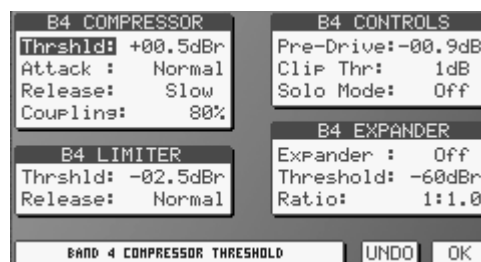 B4 COMPRESSOR
Thrshld: +00.5dBr
Attack : Normal
Release: Slow
Coupling: 80%
B4 LIMITER
Thrshld: -02.5dBr
Release: Normal
B4 CONTROLS
Pre-Drive:-00.9dB
Clip Thr: 1dB
Solo Mode: Off
B4 EXPANDER
Expander : Off
Threshold: -60dBr
Ratio: 1:1.0
BAND 4 COMPRESSOR THRESHOLD
UNDO OK